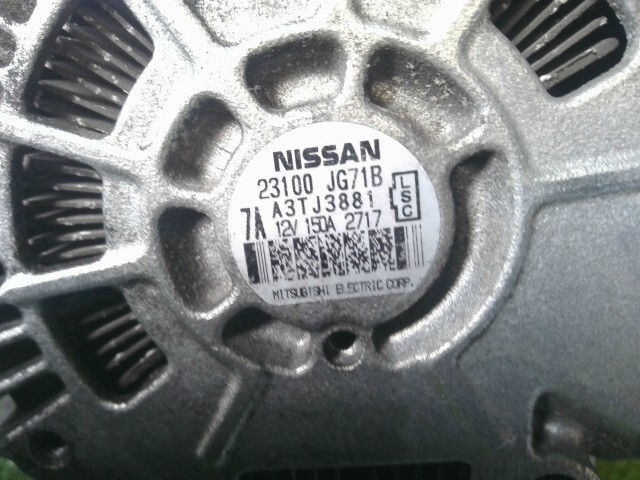 NISSAN
23100 JG71B
A3TJ3881
7A 12V 150A 2717
LSC
MITSUBISHI ELECTRIC CORP.